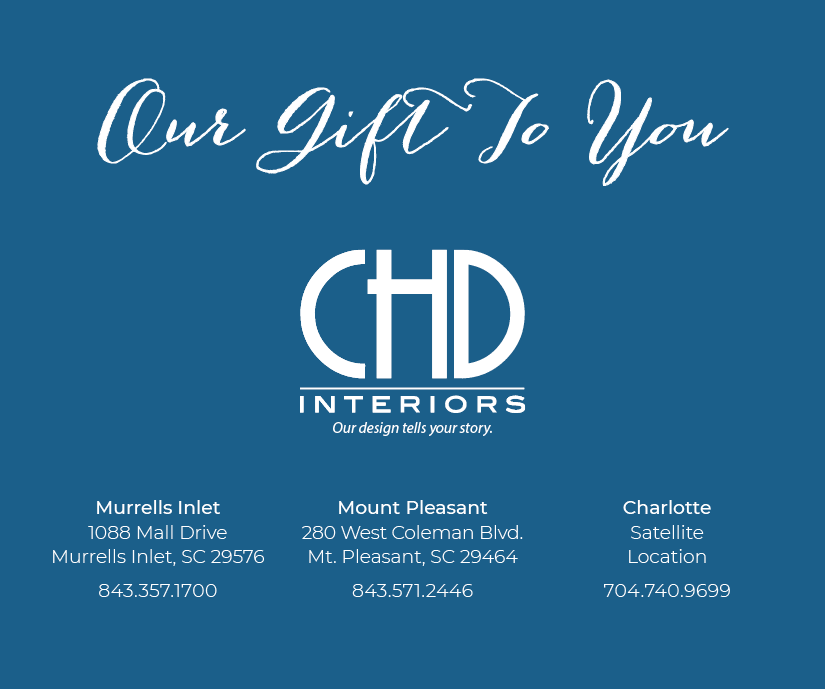 Our Gift To You
CHD
INTERIORS
Our design tells your story.
Murrells Inlet
1088 Mall Drive
Murrells Inlet, SC 29576
843.357.1700
Mount Pleasant
280 West Coleman Blvd.
Mt. Pleasant, SC 29464
843.571.2446
Charlotte
Satellite
Location
704.740.9699